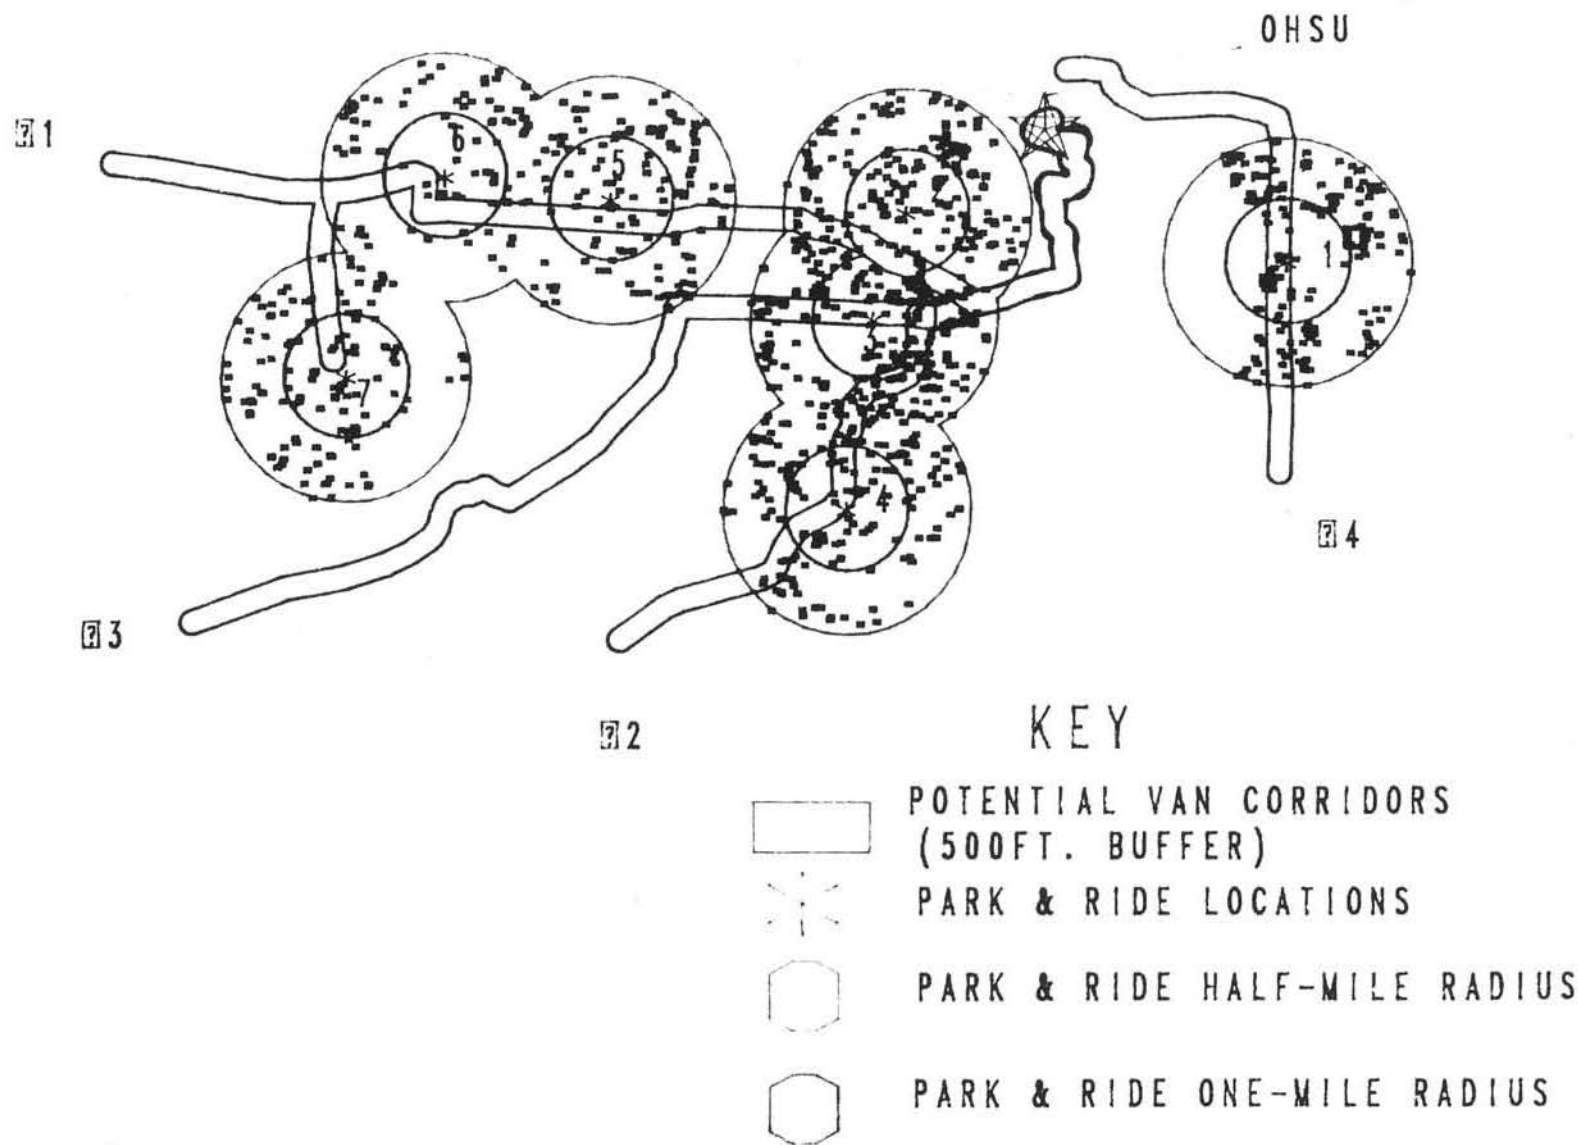 OHSU
⍰1
6
5
2
1
3
7
4
⍰4
⍰3
⍰2
KEY
POTENTIAL VAN CORRIDORS
(500FT. BUFFER)
PARK & RIDE LOCATIONS
PARK & RIDE HALF-MILE RADIUS
PARK & RIDE ONE-MILE RADIUS